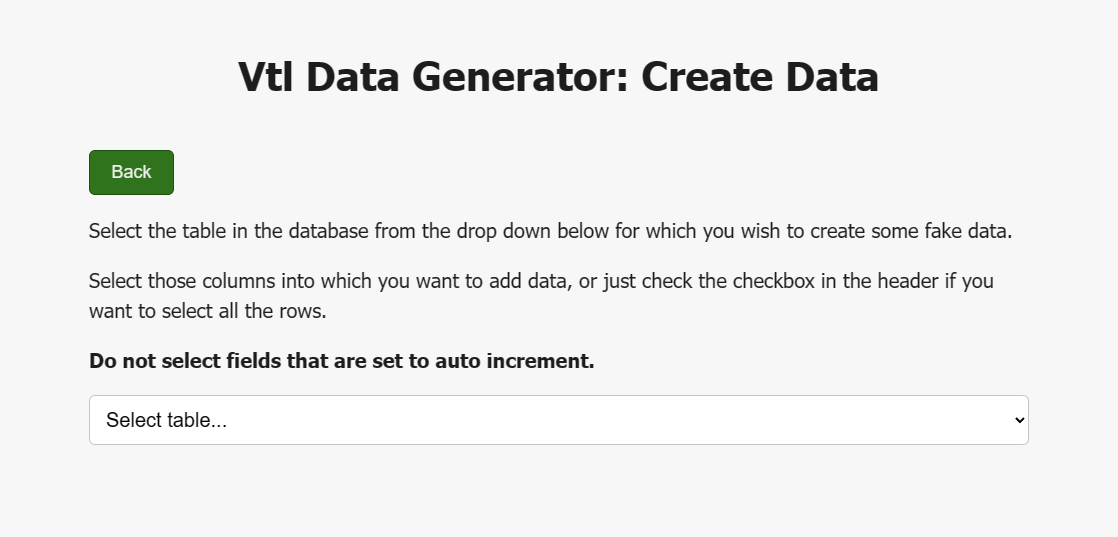 Vtl Data Generator: Create Data
Back
Select the table in the database from the drop down below for which you wish to create some fake data.
Select those columns into which you want to add data, or just check the checkbox in the header if you
want to select all the rows.
Do not select fields that are set to auto increment.
Select table...